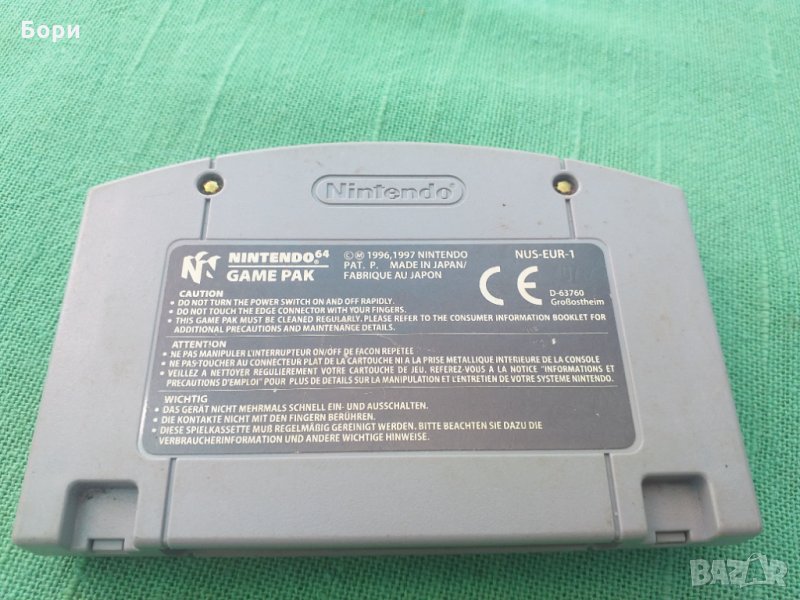 Бори
Nintendo
NINTENDO 64
GAME PAK
©Ⓜ 1996,1997 NINTENDO
PAT. P. MADE IN JAPAN/
FABRIQUE AU JAPON
NUS-EUR-1
CE
D-63760
Großostheim
CAUTION
• DO NOT TURN THE POWER SWITCH ON AND OFF RAPIDLY.
• DO NOT TOUCH THE EDGE CONNECTOR WITH YOUR FINGERS.
• THIS GAME PAK MUST BE CLEANED REGULARLY. PLEASE REFER TO THE CONSUMER INFORMATION BOOKLET FOR
ADDITIONAL PRECAUTIONS AND MAINTENANCE DETAILS.
ATTENTION
• NE PAS MANIPULER L'INTERRUPTEUR ON/OFF DE FACON REPETEE
• NE PAS-TOUCHER AU CONNECTEUR PLAT DE LA CARTOUCHE NI A LA PRISE METALLIQUE INTERIEURE DE LA CONSOLE
• VEILLEZ A NETTOYER REGULIEREMENT VOTRE CARTOUCHE DE JEU. REFEREZ-VOUS A LA NOTICE "INFORMATIONS ET
PRECAUTIONS D'EMPLOI" POUR PLUS DE DETAILS SUR LA MANIPULATION ET L'ENTRETIEN DE VOTRE SYSTEME NINTENDO.
WICHTIG
• DAS GERÄT NICHT MEHRMALS SCHNELL EIN- UND AUSSCHALTEN.
• DIE KONTAKTE NICHT MIT DEN FINGERN BERÜHREN.
• DIESE SPIELKASSETTE MUß REGELMÄßIG GEREINIGT WERDEN. BITTE BEACHTEN SIE DAZU DIE
VERBRAUCHERINFORMATION UND ANDERE WICHTIGE HINWEISE.
BAZAR